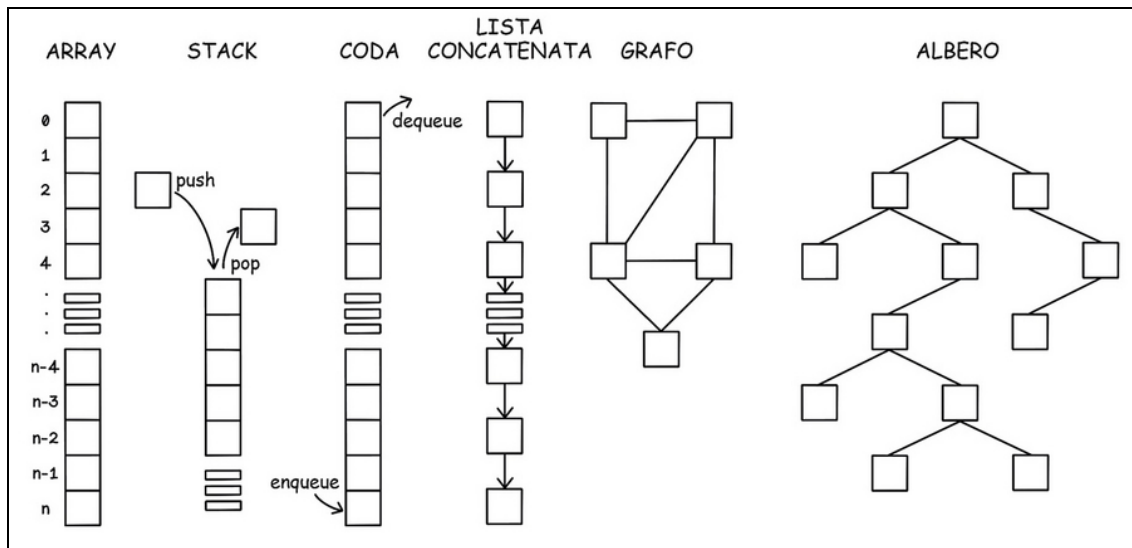 ARRAY
STACK
CODA
LISTA
CONCATENATA
GRAFO
ALBERO
0
1
2
3
4
.
.
.
n-4
n-3
n-2
n-1
n
push
pop
dequeue
enqueue